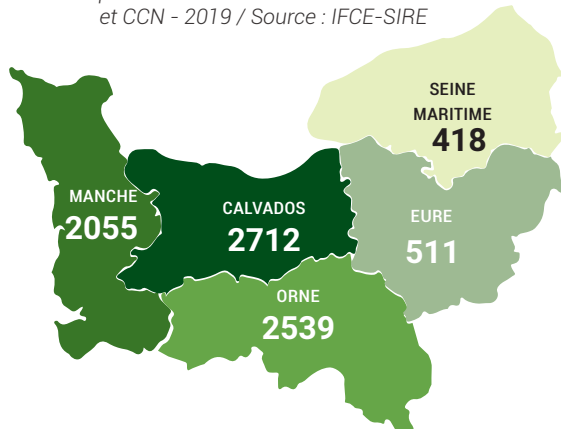 et CCN - 2019 / Source : IFCE-SIRE
SEINE
MARITIME
418
MANCHE
2055
CALVADOS
2712
EURE
511
ORNE
2539